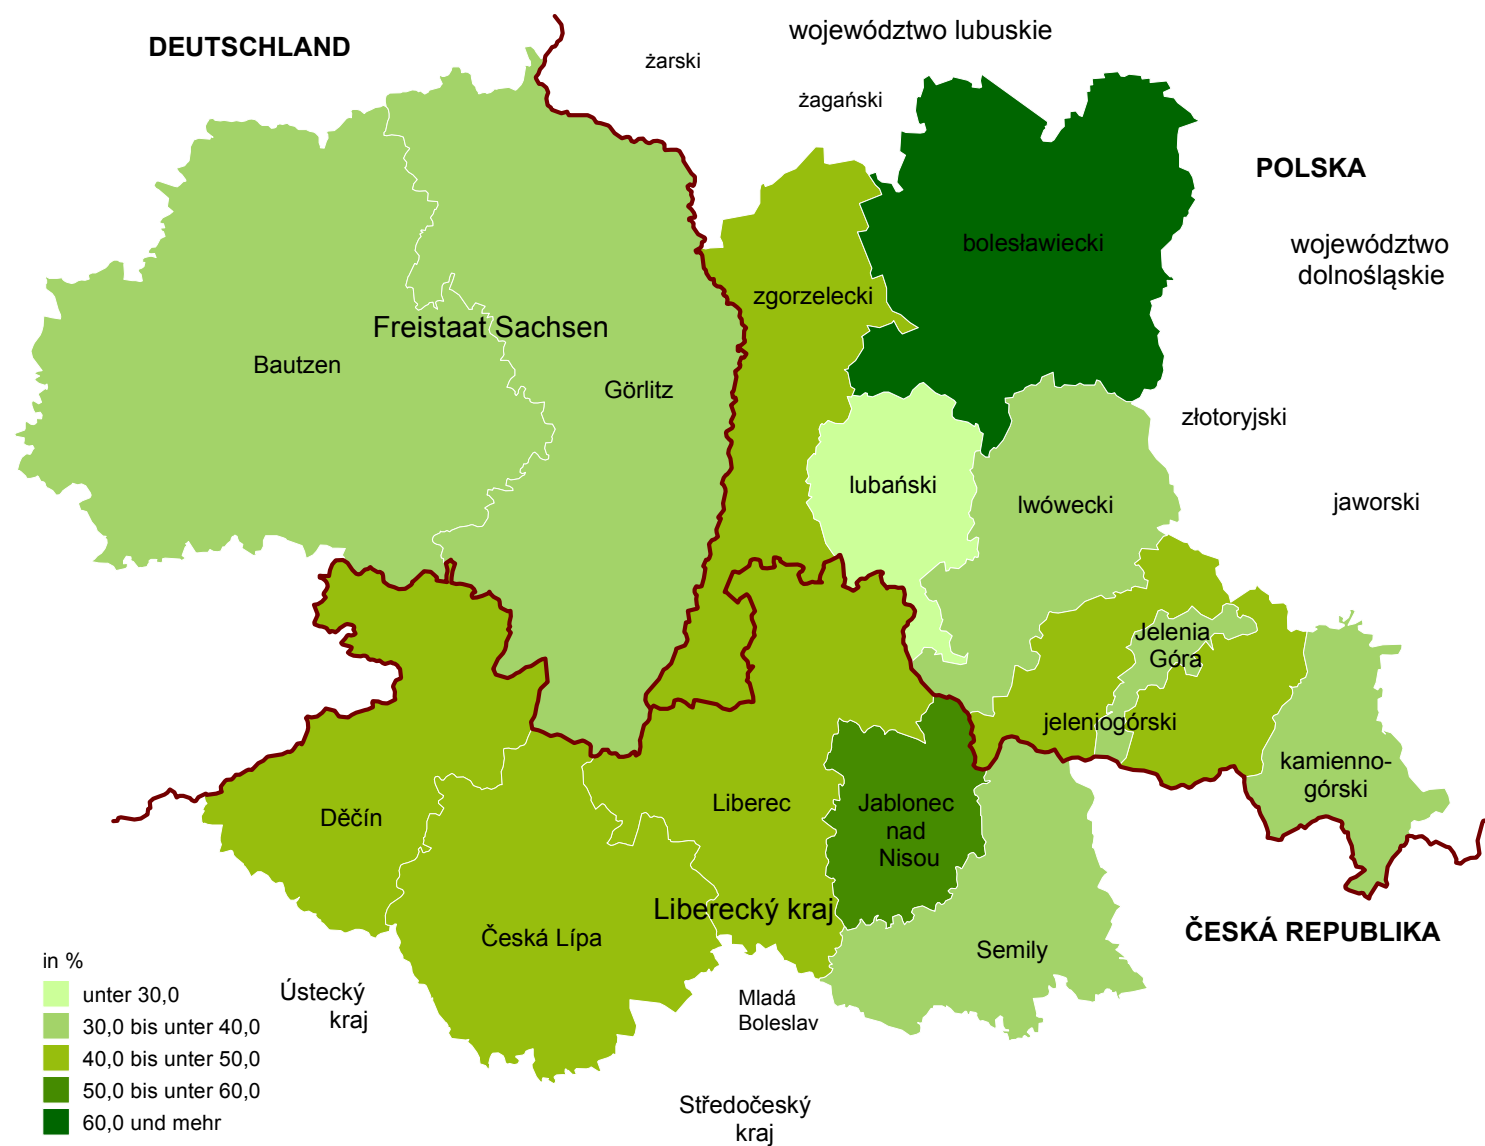 DEUTSCHLAND
województwo lubuskie
żarski
żagański
POLSKA
województwo
dolnośląskie
bolesławiecki
zgorzelecki
Freistaat Sachsen
Bautzen
Görlitz
złotoryjski
lubański
lwówecki
jaworski
Jelenia
Góra
jeleniogórski
kamienno-
górski
Děčín
Liberec
Jablonec
nad
Nisou
Liberecký kraj
Česká Lípa
Semily
ČESKÁ REPUBLIKA
Ústecký
kraj
Mladá
Boleslav
Středočeský
kraj
in %
unter 30,0
30,0 bis unter 40,0
40,0 bis unter 50,0
50,0 bis unter 60,0
60,0 und mehr